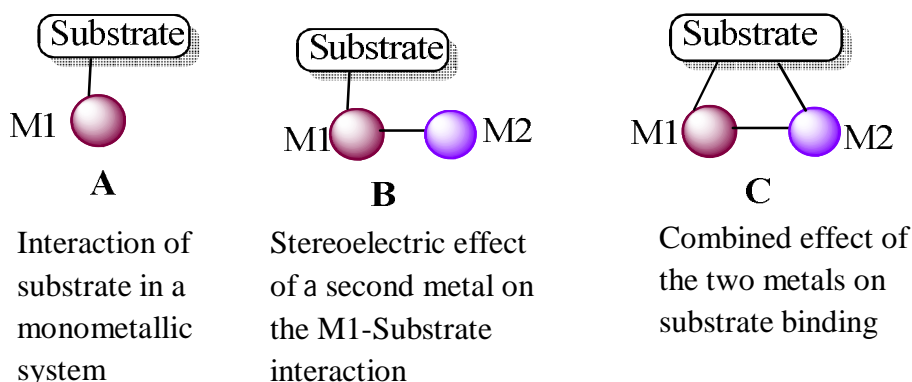 Substrate
M1
A
Interaction of
substrate in a
monometallic
system
Substrate
M1
M2
B
Stereoelectric effect
of a second metal on
the M1-Substrate
interaction
Substrate
M1
M2
C
Combined effect of
the two metals on
substrate binding